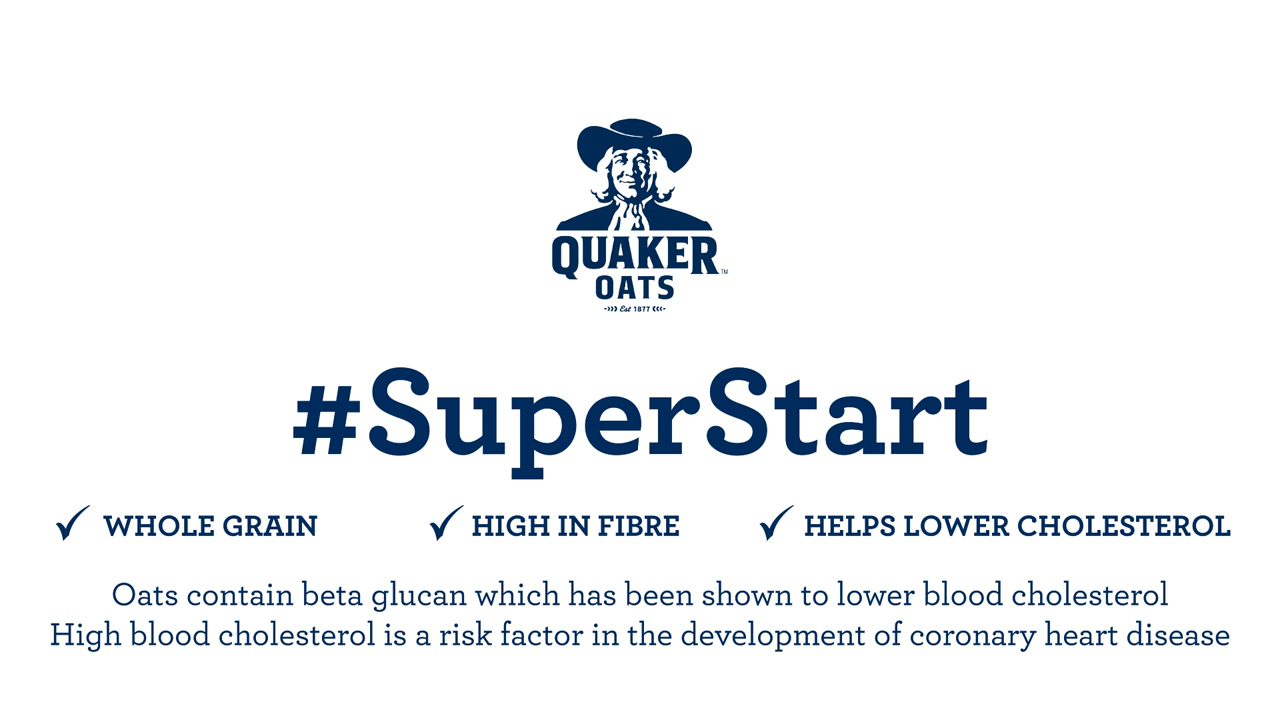 QUAKER
™
OATS
Est 1877
#SuperStart
✓ WHOLE GRAIN ✓ HIGH IN FIBRE ✓ HELPS LOWER CHOLESTEROL
Oats contain beta glucan which has been shown to lower blood cholesterol
High blood cholesterol is a risk factor in the development of coronary heart disease